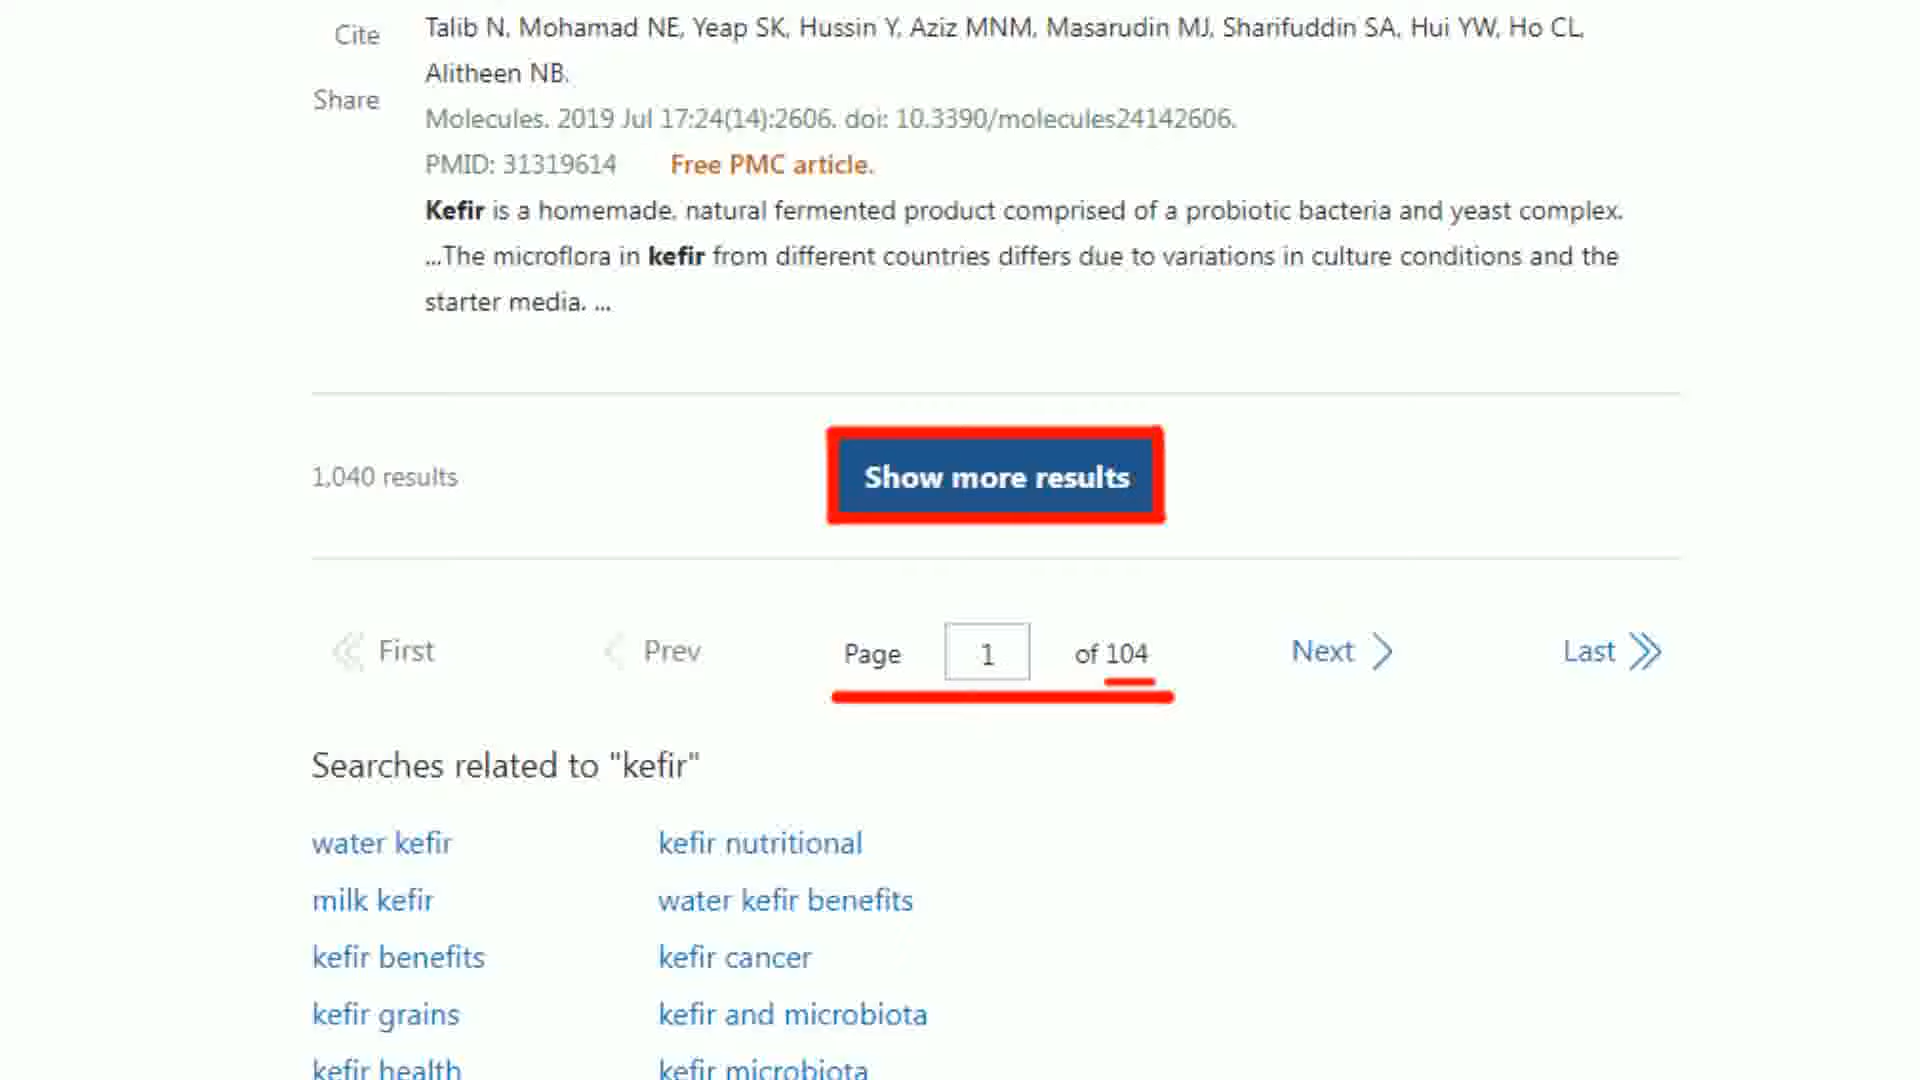 Cite
Talib N, Mohamad NE, Yeap SK, Hussin Y, Aziz MNM, Masarudin MJ, Sharifuddin SA, Hui YW, Ho CL,
Alitheen NB.
Share
Molecules. 2019 Jul 17:24(14):2606. doi: 10.3390/molecules24142606.
PMID: 31319614 Free PMC article.
Kefir is a homemade, natural fermented product comprised of a probiotic bacteria and yeast complex.
...The microflora in kefir from different countries differs due to variations in culture conditions and the
starter media. ...
1,040 results
Show more results
First Prev Page 1 of 104 Next Last
Searches related to "kefir"
water kefir kefir nutritional
milk kefir water kefir benefits
kefir benefits kefir cancer
kefir grains kefir and microbiota
kefir health kefir microbiota